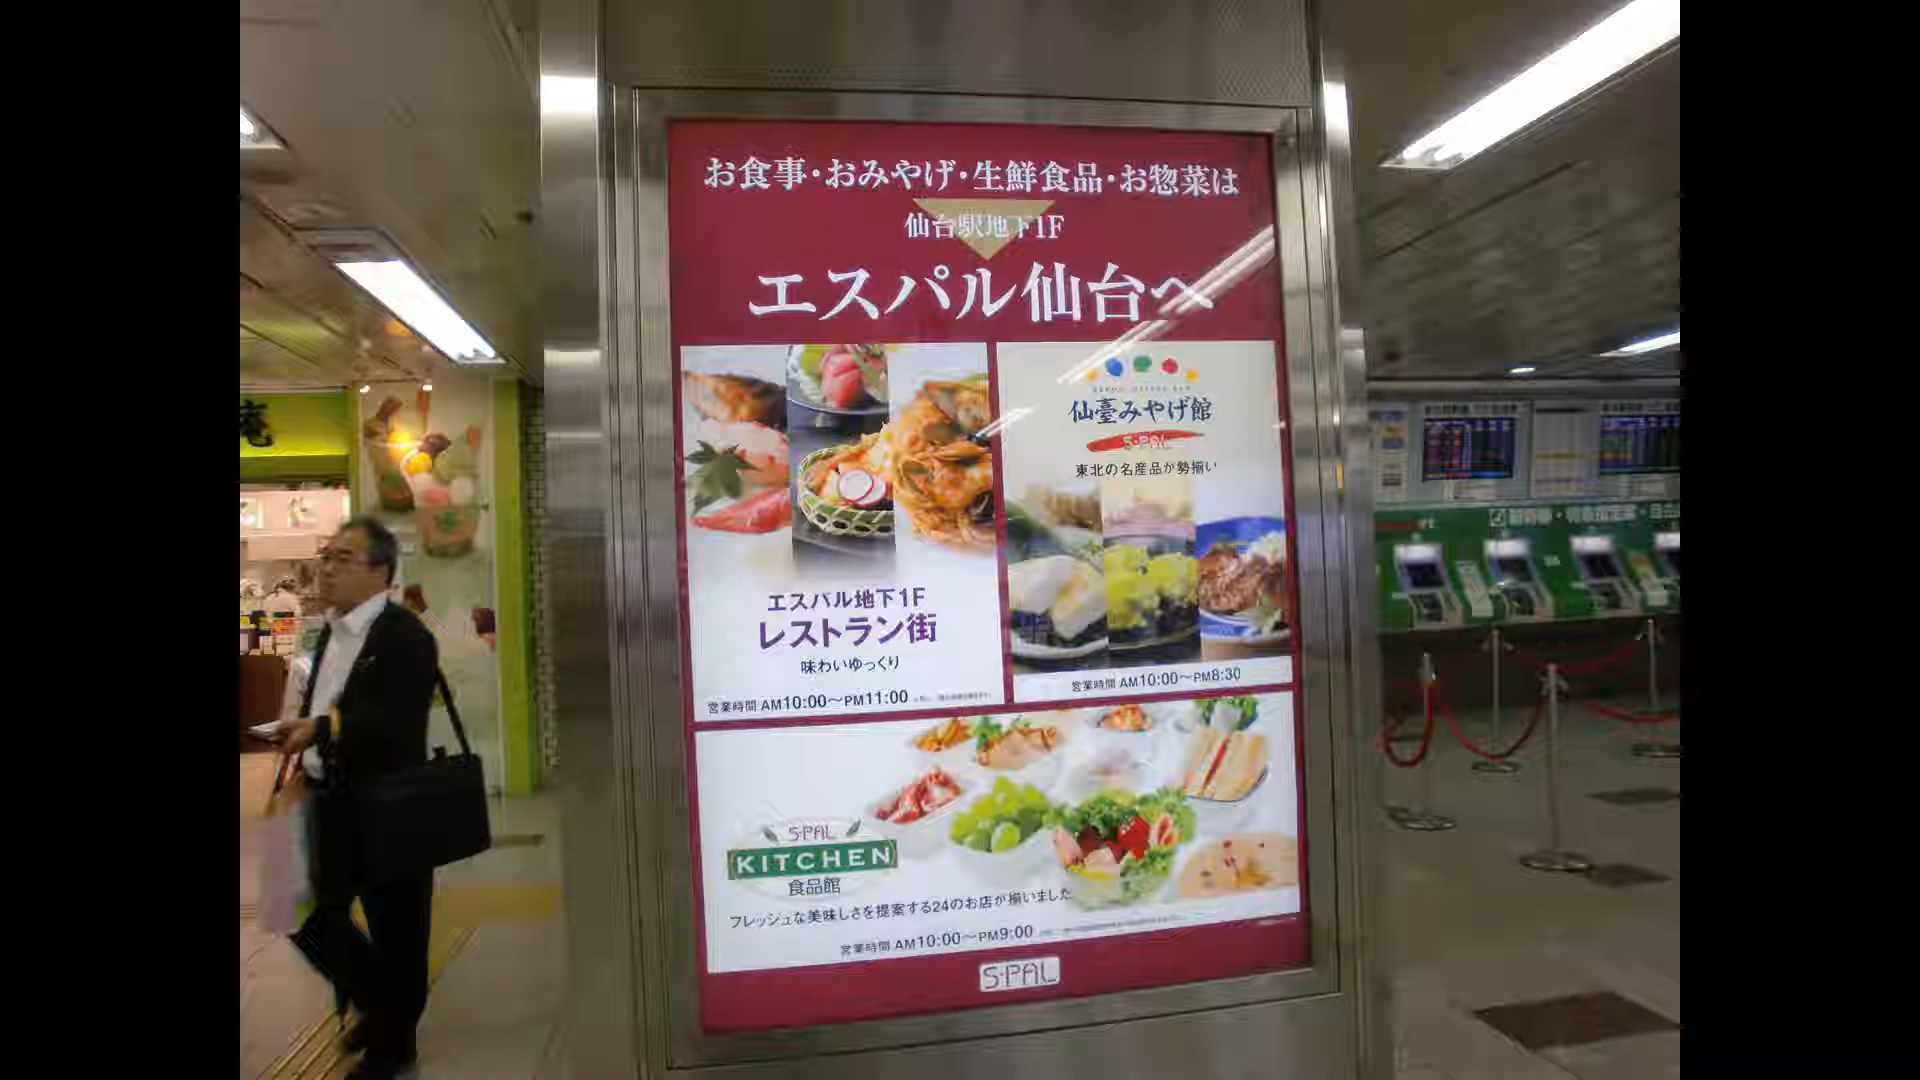 お食事・おみやげ・生鮮食品・お惣菜は
仙台駅地下1F
エスパル仙台へ
エスパル地下1F
レストラン街
味わいゆっくり
営業時間 AM10:00〜PM11:00
仙臺みやげ館
S-PAL
東北の名産品が勢揃い
営業時間 AM10:00〜PM8:30
S-PAL
KITCHEN
食品館
フレッシュな美味しさを提案する24のお店が揃いました
営業時間 AM10:00〜PM9:00
S-PAL